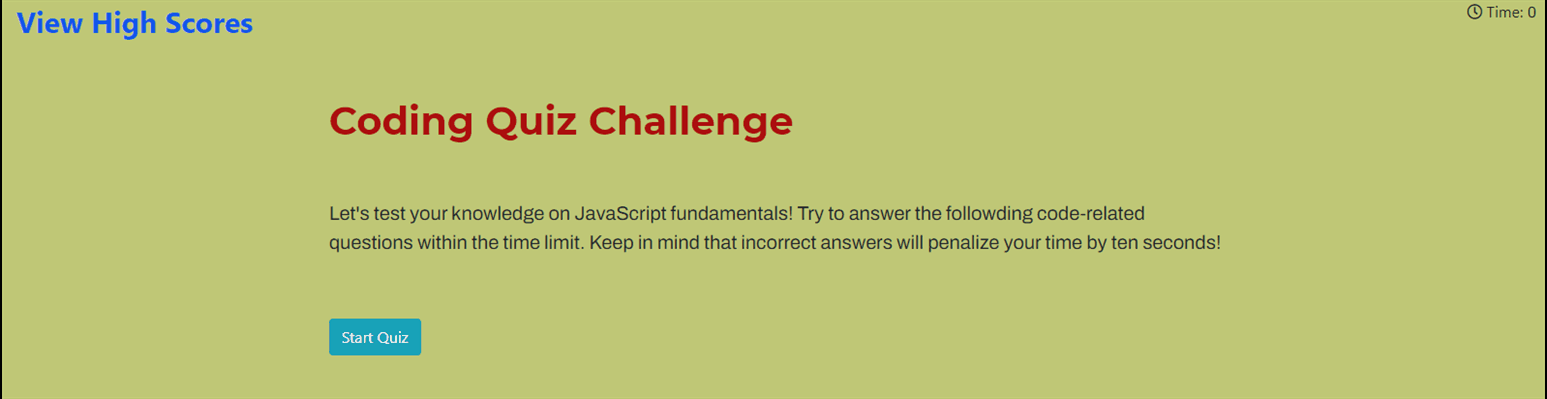 View High Scores
Time: 0
Coding Quiz Challenge
Let's test your knowledge on JavaScript fundamentals! Try to answer the followding code-related
questions within the time limit. Keep in mind that incorrect answers will penalize your time by ten seconds!
Start Quiz